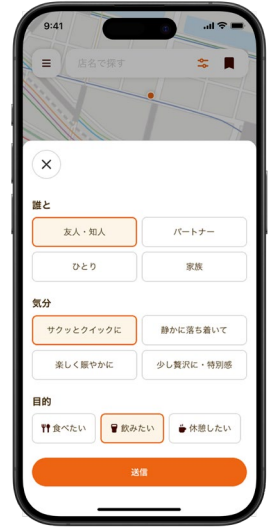 9:41
店名で探す
誰と
友人・知人
パートナー
ひとり
家族
気分
サクッとクイックに
静かに落ち着いて
楽しく賑やかに
少し贅沢に・特別感
目的
食べたい
飲みたい
休憩したい
送信